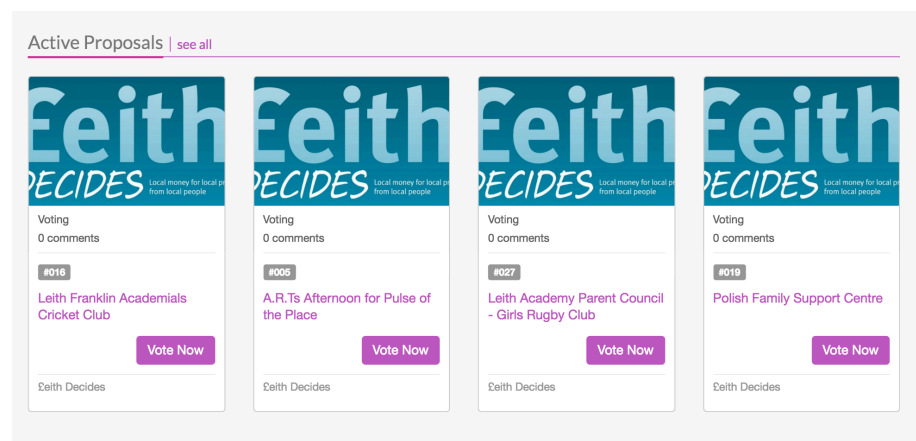 Active Proposals | see all
£eith
DECIDES
Local money for local pr
from local people
Voting
0 comments
#016
Leith Franklin Academials
Cricket Club
Vote Now
£eith Decides
£eith
DECIDES
Local money for local pr
from local people
Voting
0 comments
#005
A.R.Ts Afternoon for Pulse of
the Place
Vote Now
£eith Decides
£eith
DECIDES
Local money for local pr
from local people
Voting
0 comments
#027
Leith Academy Parent Council
- Girls Rugby Club
Vote Now
£eith Decides
£eith
DECIDES
Local money for local pr
from local people
Voting
0 comments
#019
Polish Family Support Centre
Vote Now
£eith Decides